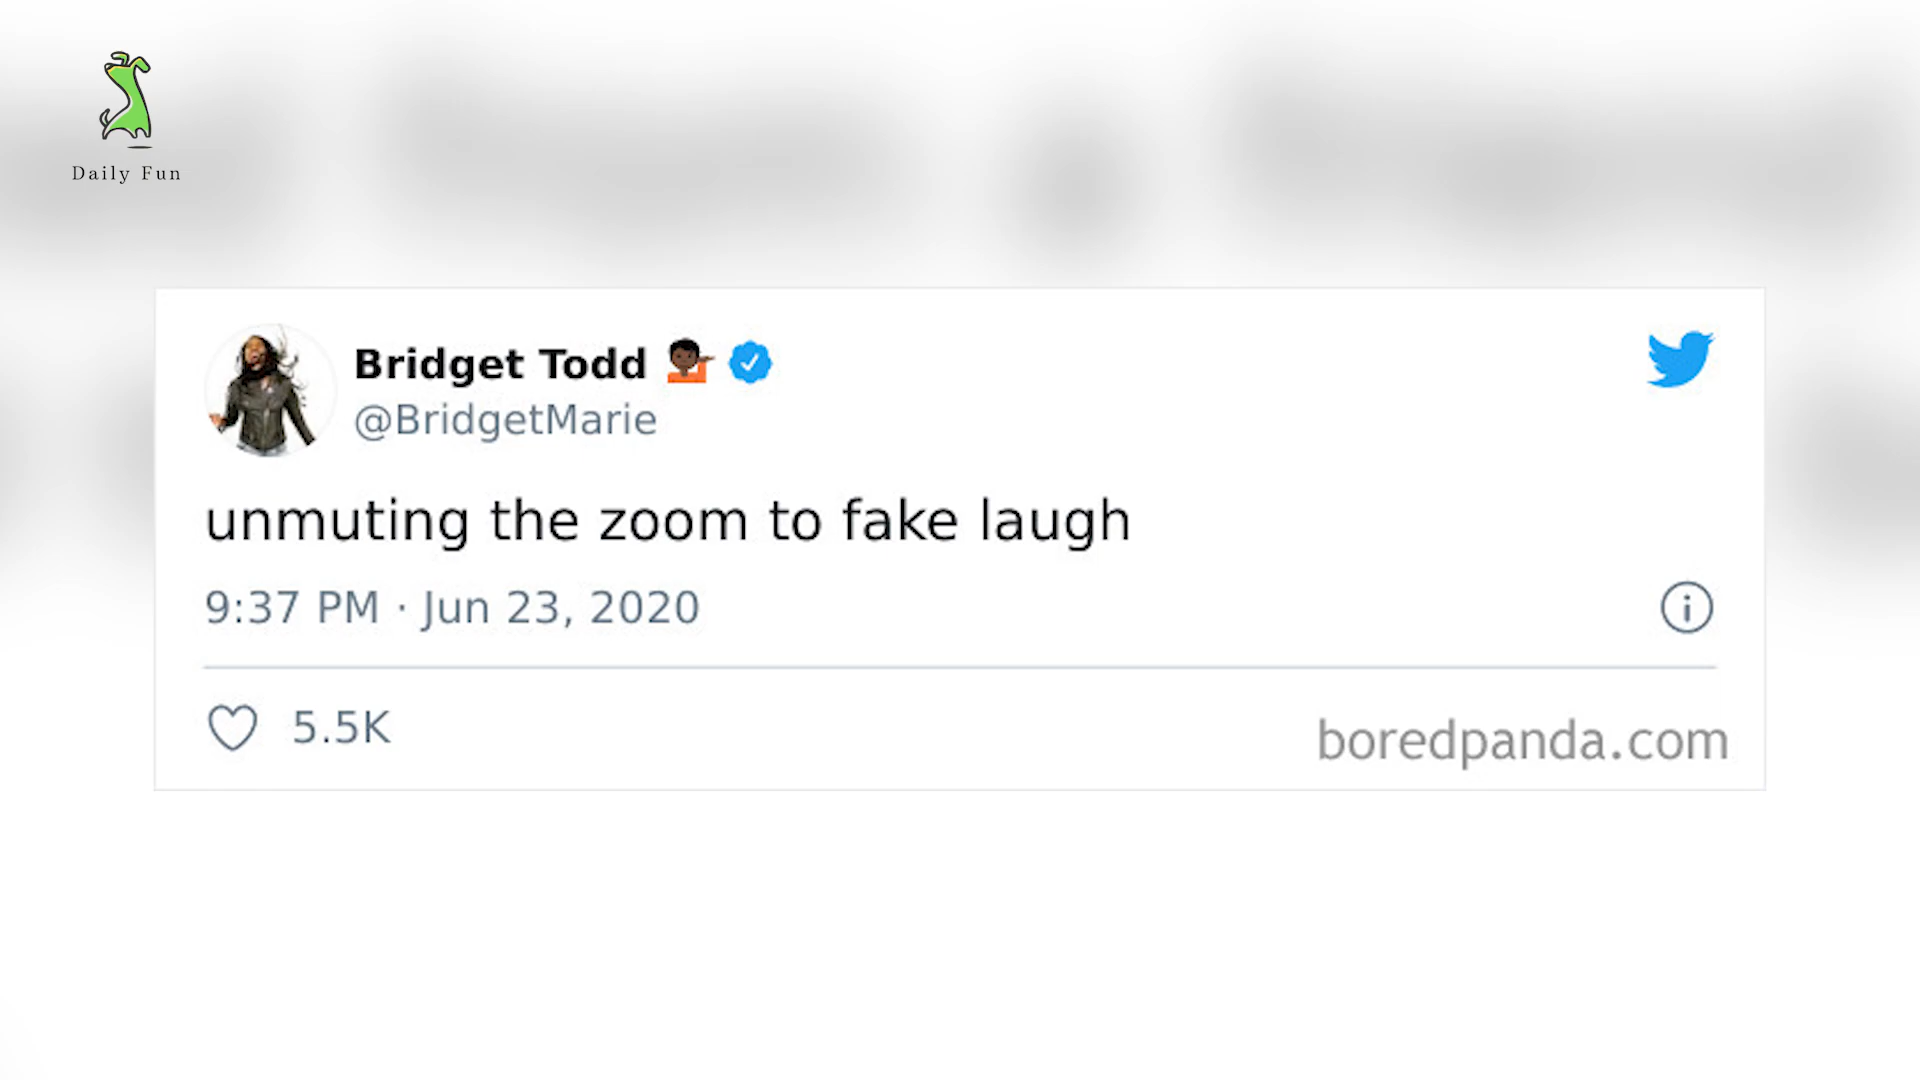 Daily Fun
Bridget Todd 💁🏿 
@BridgetMarie
unmuting the zoom to fake laugh
9:37 PM · Jun 23, 2020
5.5K
boredpanda.com